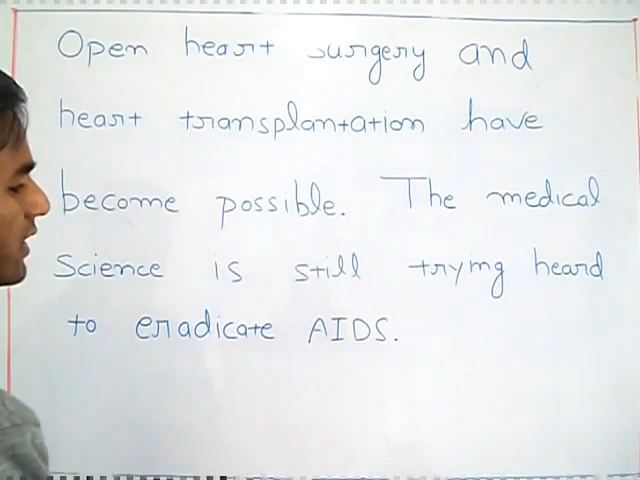 Open heart surgery and
heart transplantation have
become possible. The medical
Science is still trying heard
to eradicate AIDS.